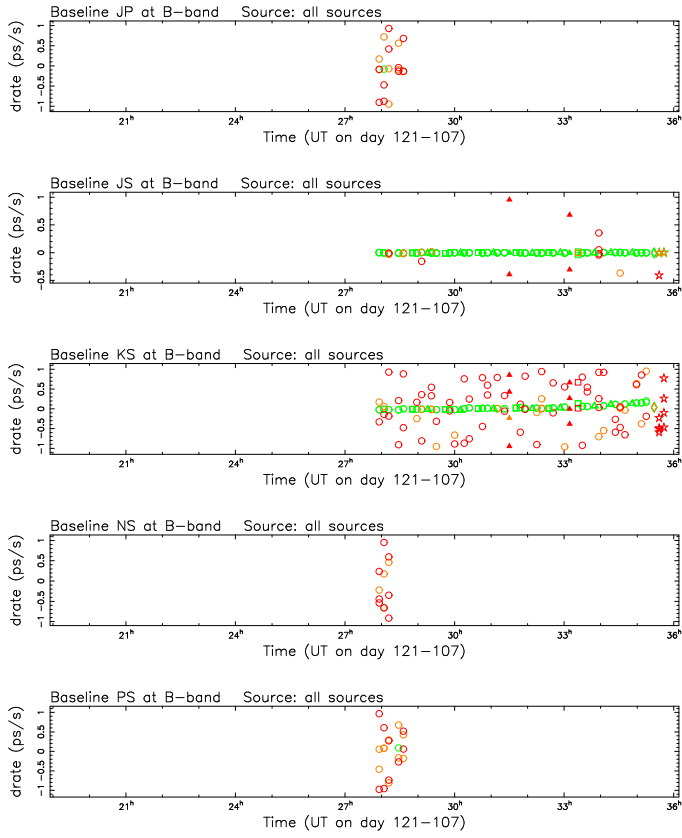 Baseline JP at B−band   Source: all sources
drate (ps/s)
−1 −0.5 0 0.5 1
21h 24h 27h 30h 33h 36h
Time (UT on day 121−107)
Baseline JS at B−band   Source: all sources
drate (ps/s)
−0.5 0 0.5 1
21h 24h 27h 30h 33h 36h
Time (UT on day 121−107)
Baseline KS at B−band   Source: all sources
drate (ps/s)
−1 −0.5 0 0.5 1
21h 24h 27h 30h 33h 36h
Time (UT on day 121−107)
Baseline NS at B−band   Source: all sources
drate (ps/s)
−1 −0.5 0 0.5 1
21h 24h 27h 30h 33h 36h
Time (UT on day 121−107)
Baseline PS at B−band   Source: all sources
drate (ps/s)
−1 −0.5 0 0.5 1
21h 24h 27h 30h 33h 36h
Time (UT on day 121−107)